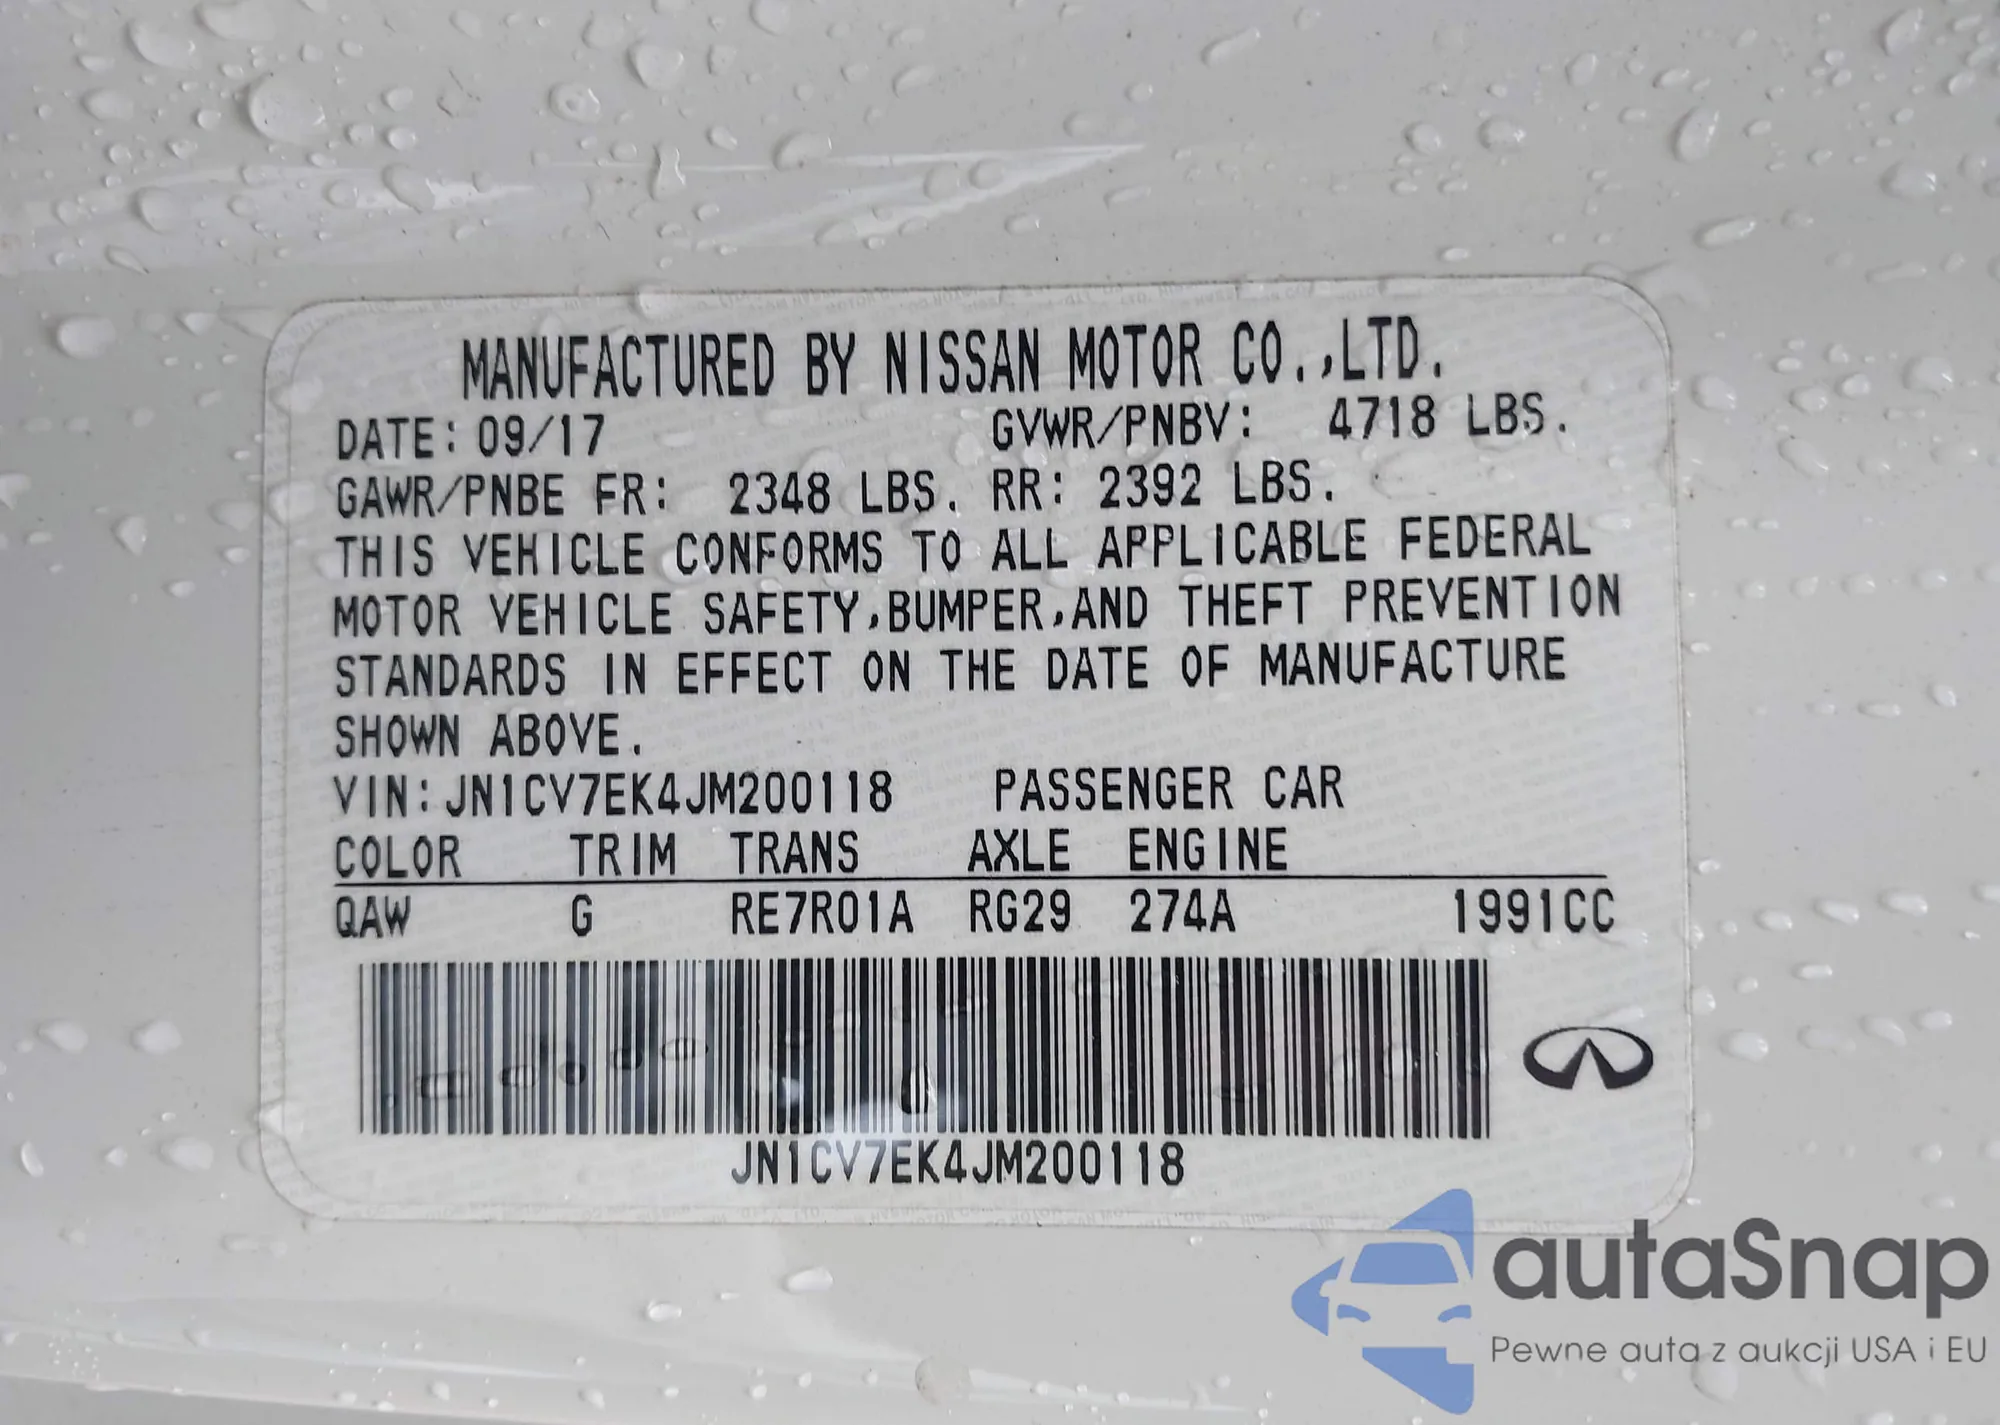 MANUFACTURED BY NISSAN MOTOR CO.,LTD.
DATE: 09/17 GVWR/PNBV: 4718 LBS.
GAWR/PNBE FR: 2348 LBS. RR: 2392 LBS.
THIS VEHICLE CONFORMS TO ALL APPLICABLE FEDERAL
MOTOR VEHICLE SAFETY,BUMPER,AND THEFT PREVENTION
STANDARDS IN EFFECT ON THE DATE OF MANUFACTURE
SHOWN ABOVE.
VIN:JN1CV7EK4JM200118 PASSENGER CAR
COLOR TRIM TRANS AXLE ENGINE
QAW G RE7R01A RG29 274A 1991CC
JN1CV7EK4JM200118
autaSnap
Pewne auta z aukcji USA i EU